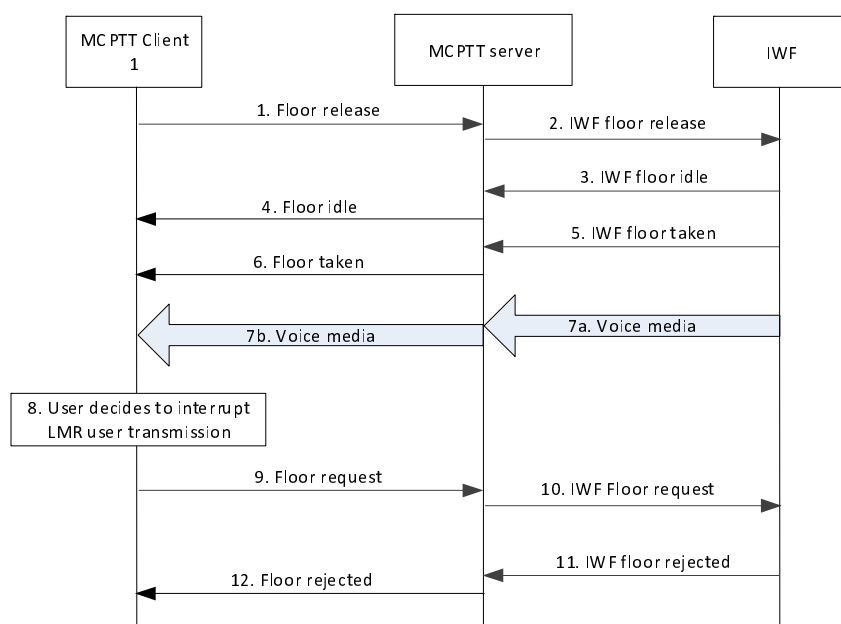 MCPTT Client
1
MCPTT server
IWF
1. Floor release
2. IWF floor release
3. IWF floor idle
4. Floor idle
5. IWF floor taken
6. Floor taken
7a. Voice media
7b. Voice media
8. User decides to interrupt
LMR user transmission
9. Floor request
10. IWF Floor request
11. IWF floor rejected
12. Floor rejected